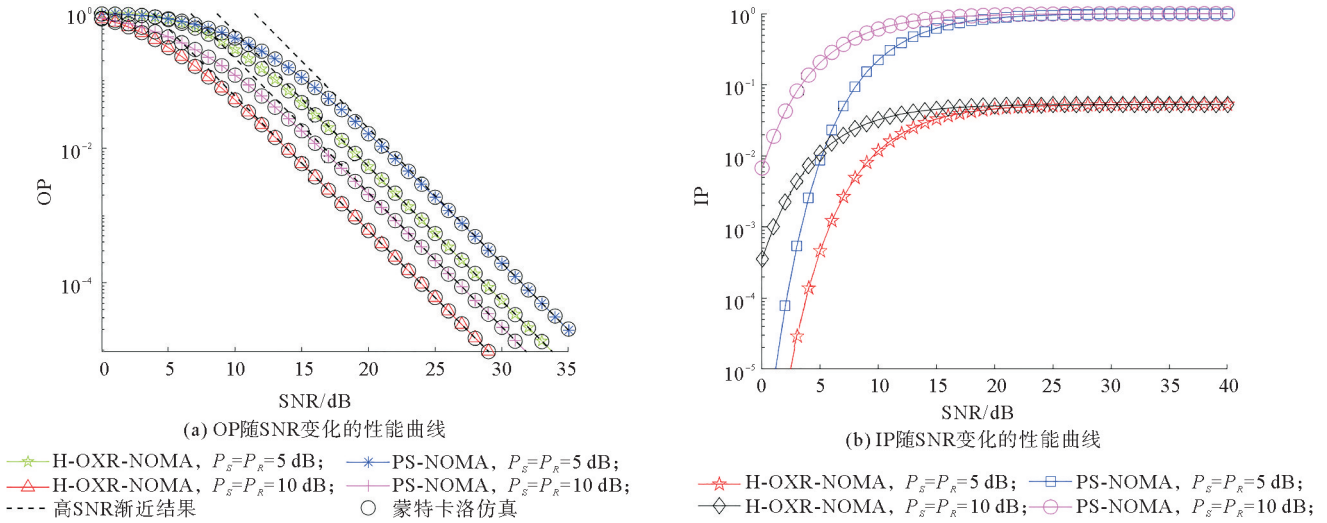 10^0
10^-2
10^-4
OP
0 5 10 15 20 25 30 35
SNR/dB
(a) OP随SNR变化的性能曲线
H-OXR-NOMA, P_S=P_R=5 dB;
PS-NOMA, P_S=P_R=5 dB;
H-OXR-NOMA, P_S=P_R=10 dB;
PS-NOMA, P_S=P_R=10 dB;
高SNR渐近结果
蒙特卡洛仿真
10^0
10^-1
10^-2
10^-3
10^-4
10^-5
IP
0 5 10 15 20 25 30 35 40
SNR/dB
(b) IP随SNR变化的性能曲线
H-OXR-NOMA, P_S=P_R=5 dB;
PS-NOMA, P_S=P_R=5 dB;
H-OXR-NOMA, P_S=P_R=10 dB;
PS-NOMA, P_S=P_R=10 dB;